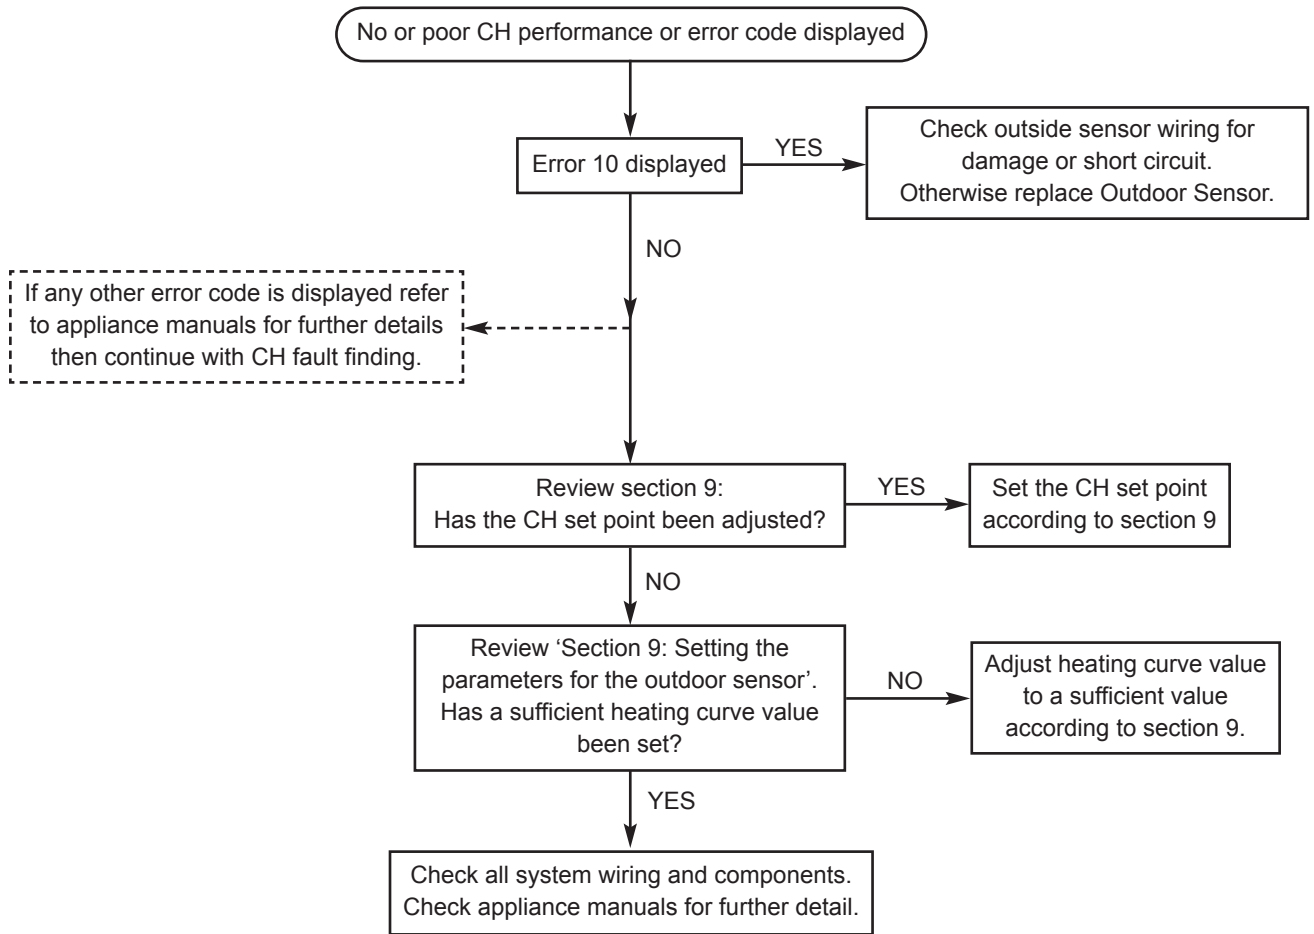 No or poor CH performance or error code displayed
Error 10 displayed
YES
Check outside sensor wiring for
damage or short circuit.
Otherwise replace Outdoor Sensor.
NO
If any other error code is displayed refer
to appliance manuals for further details
then continue with CH fault finding.
Review section 9:
Has the CH set point been adjusted?
YES
Set the CH set point
according to section 9
NO
Review ‘Section 9: Setting the
parameters for the outdoor sensor’.
Has a sufficient heating curve value
been set?
NO
Adjust heating curve value
to a sufficient value
according to section 9.
YES
Check all system wiring and components.
Check appliance manuals for further detail.